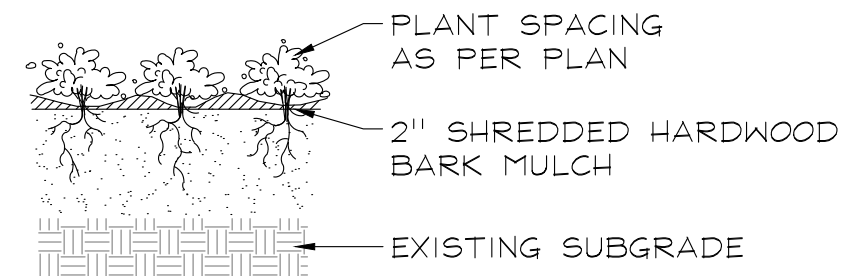 PLANT SPACING
AS PER PLAN
2" SHREDDED HARDWOOD
BARK MULCH
EXISTING SUBGRADE